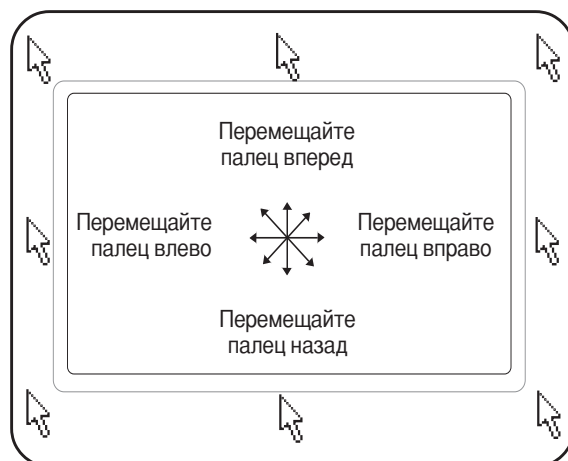 Перемещайте
палец вперед
Перемещайте
палец влево
Перемещайте
палец вправо
Перемещайте
палец назад